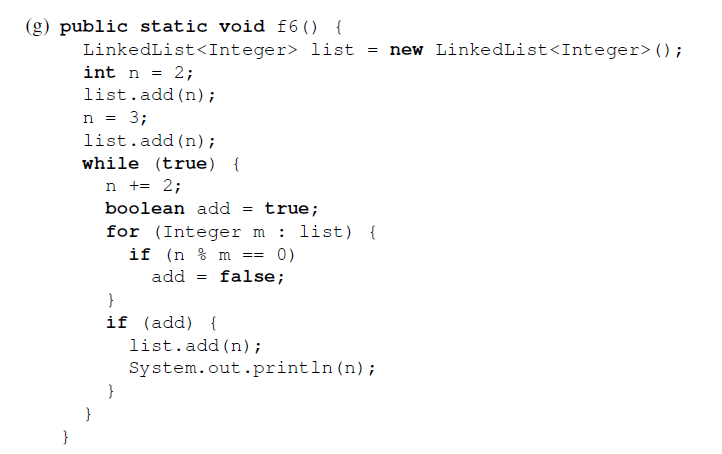 (g) public static void f6() {
LinkedList<Integer> list = new LinkedList<Integer>();
int n = 2;
list.add(n);
n = 3;
list.add(n);
while (true) {
n += 2;
boolean add = true;
for (Integer m : list) {
if (n % m == 0)
add = false;
}
if (add) {
list.add(n);
System.out.println(n);
}
}
}